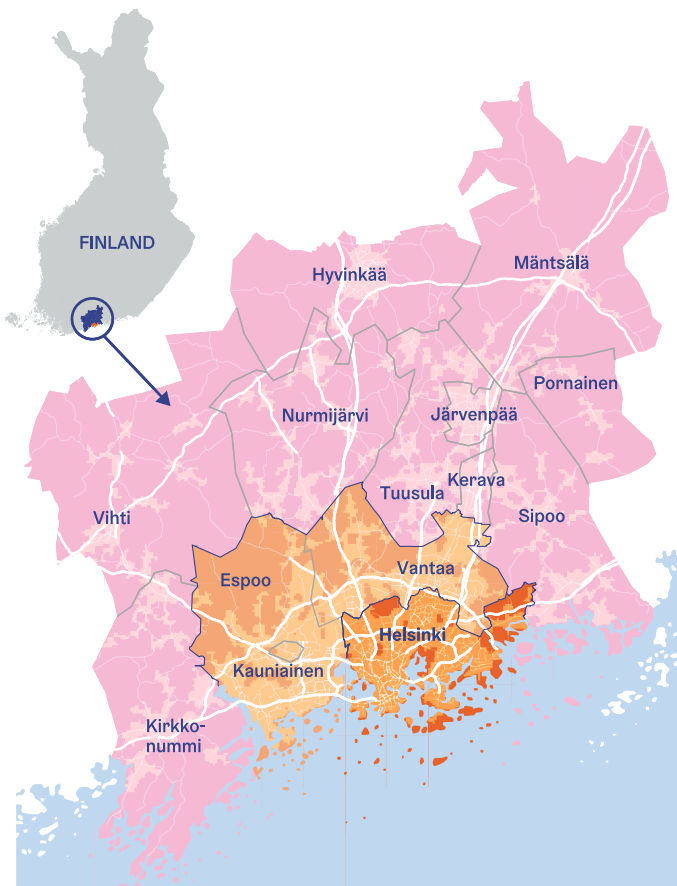 FINLAND
Hyvinkää
Mäntsälä
Pornainen
Nurmijärvi
Järvenpää
Kerava
Tuusula
Vihti
Sipoo
Espoo
Vantaa
Helsinki
Kauniainen
Kirkko-
nummi